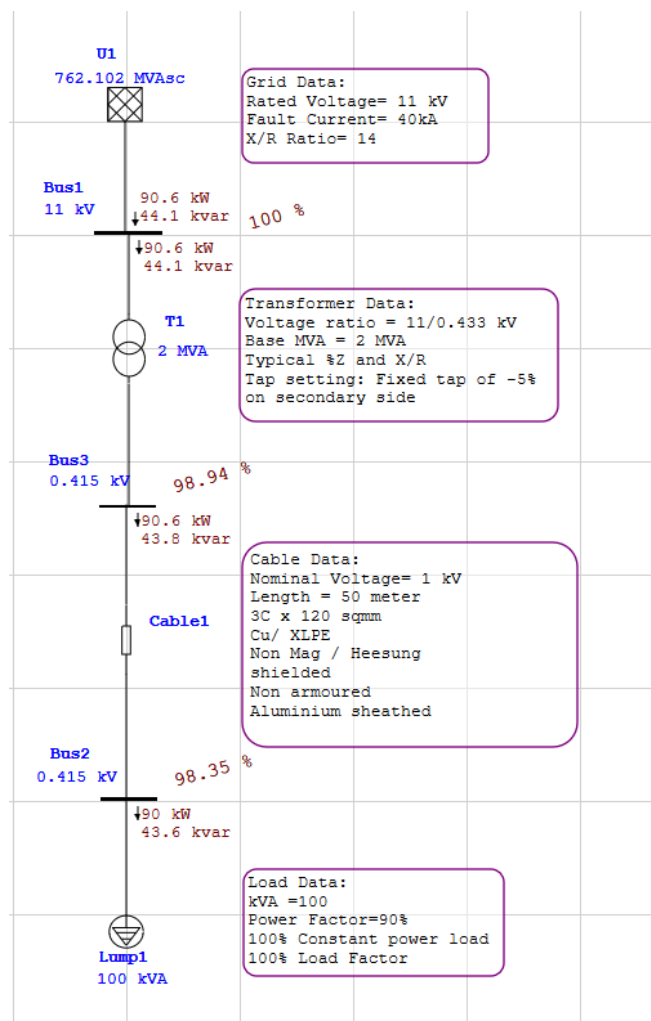 U1
762.102 MVAsc
Grid Data:
Rated Voltage= 11 kV
Fault Current= 40kA
X/R Ratio= 14
Bus1
11 kV
90.6 kW
44.1 kvar
100 %
90.6 kW
44.1 kvar
T1
2 MVA
Transformer Data:
Voltage ratio = 11/0.433 kV
Base MVA = 2 MVA
Typical %Z and X/R
Tap setting: Fixed tap of -5%
on secondary side
Bus3
0.415 kV
98.94 %
90.6 kW
43.8 kvar
Cable1
Cable Data:
Nominal Voltage= 1 kV
Length = 50 meter
3C x 120 sqmm
Cu/ XLPE
Non Mag / Heesung
shielded
Non armoured
Aluminium sheathed
Bus2
0.415 kV
98.35 %
90 kW
43.6 kvar
Load Data:
kVA =100
Power Factor=90%
100% Constant power load
100% Load Factor
Lump1
100 kVA